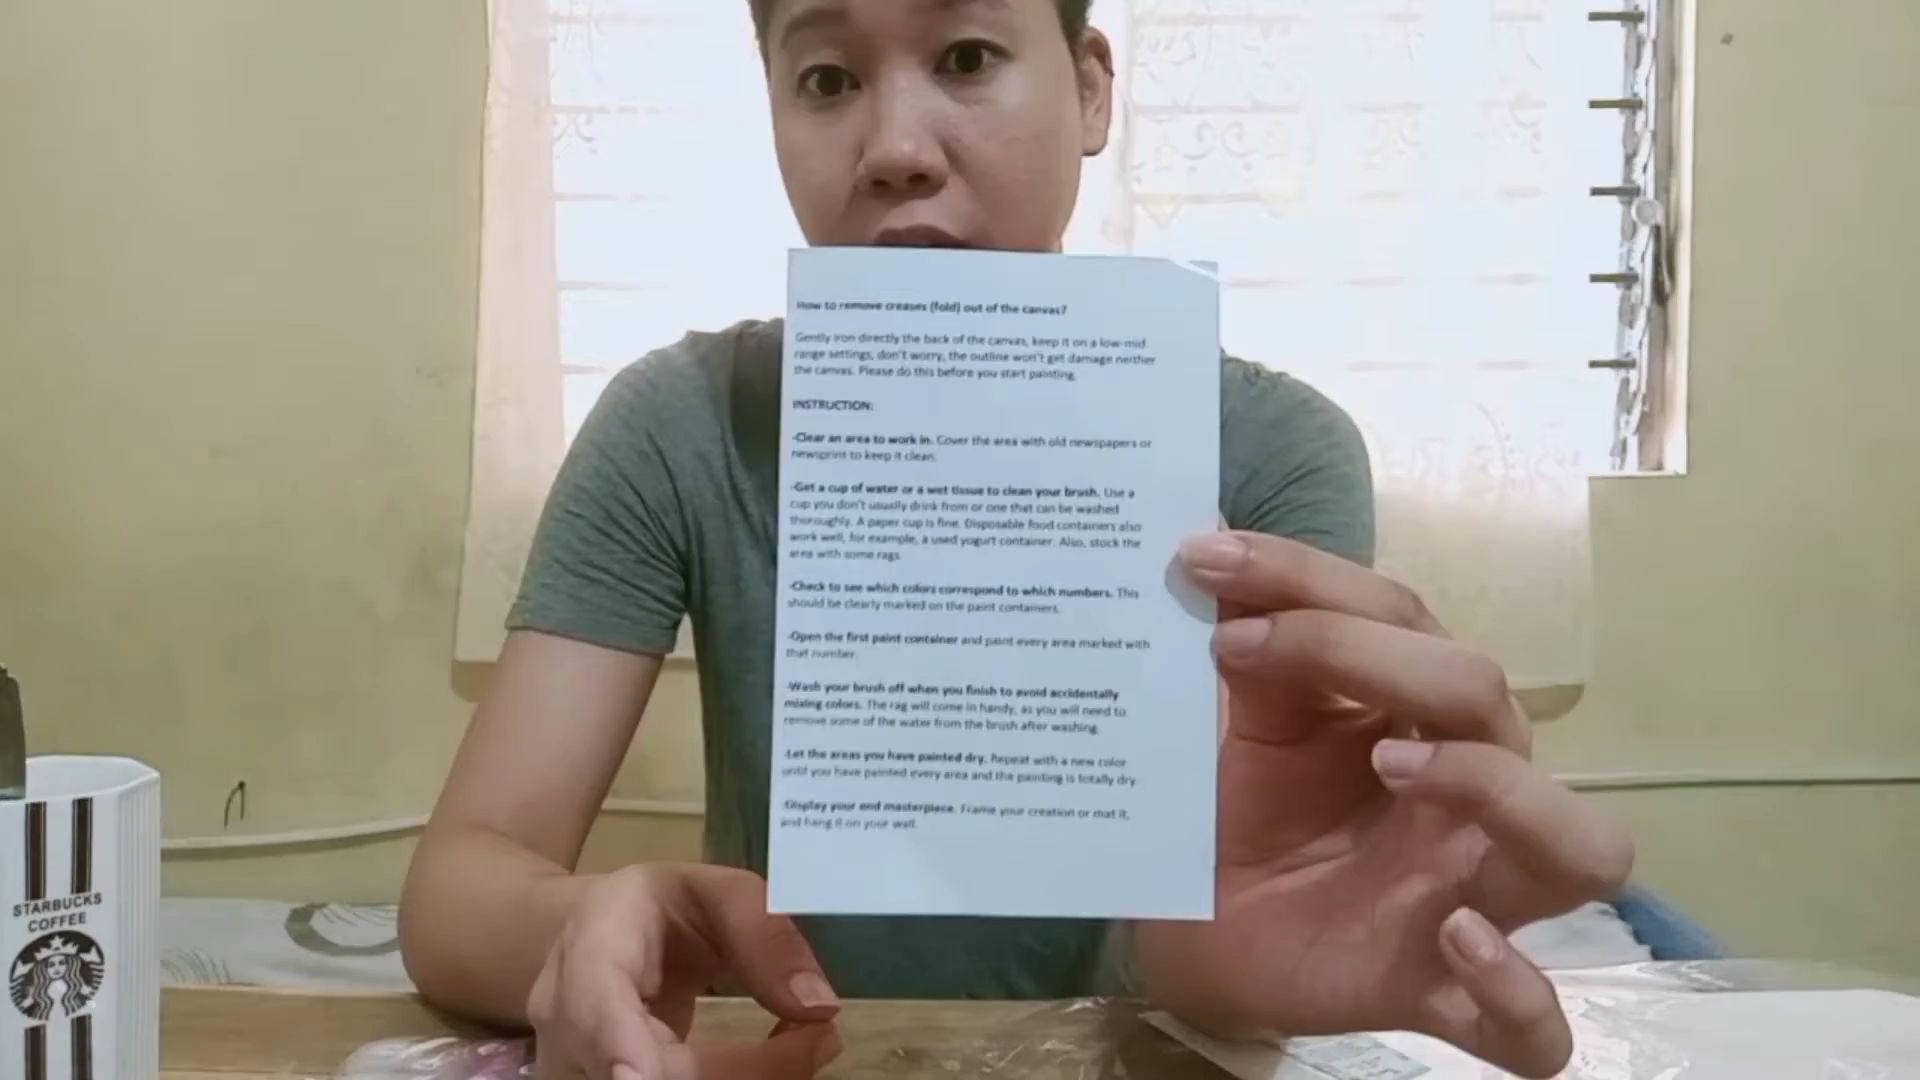 How to remove creases (fold) out of the canvas?
Gently iron directly the back of the canvas, keep it on a low-mid
range settings, don't worry, the outline won't get damage neither
the canvas. Please do this before you start painting.
INSTRUCTION:
-Clear an area to work in. Cover the area with old newspapers or
newsprint to keep it clean.
-Get a cup of water or a wet tissue to clean your brush. Use a
cup you don't usually drink from or one that can be washed
thoroughly. A paper cup is fine. Disposable food containers also
work well, for example, a used yogurt container. Also, stock the
area with some rags.
-Check to see which colors correspond to which numbers. This
should be clearly marked on the paint containers.
-Open the first paint container and paint every area marked with
that number.
-Wash your brush off when you finish to avoid accidentally
mixing colors. The rag will come in handy, as you will need to
remove some of the water from the brush after washing.
-Let the areas you have painted dry. Repeat with a new color
until you have painted every area and the painting is totally dry.
-Display your end masterpiece. Frame your creation or mat it,
and hang it on your wall.
STARBUCKS
COFFEE